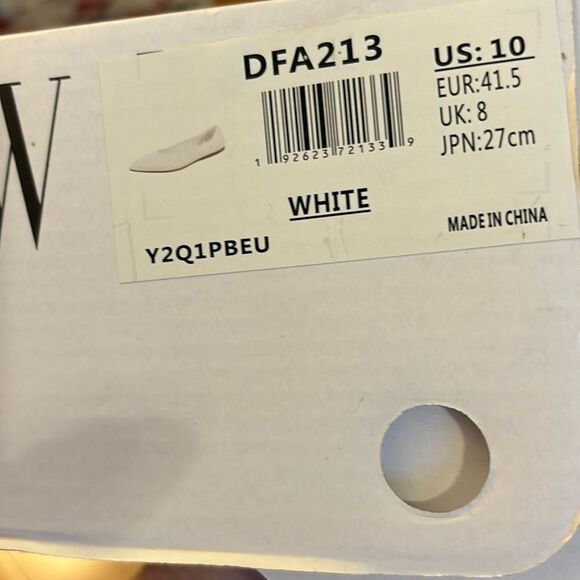 W
DFA213
US: 10
EUR:41.5
UK: 8
JPN:27cm
1 92623 72133 9
WHITE
MADE IN CHINA
Y2Q1PBEU